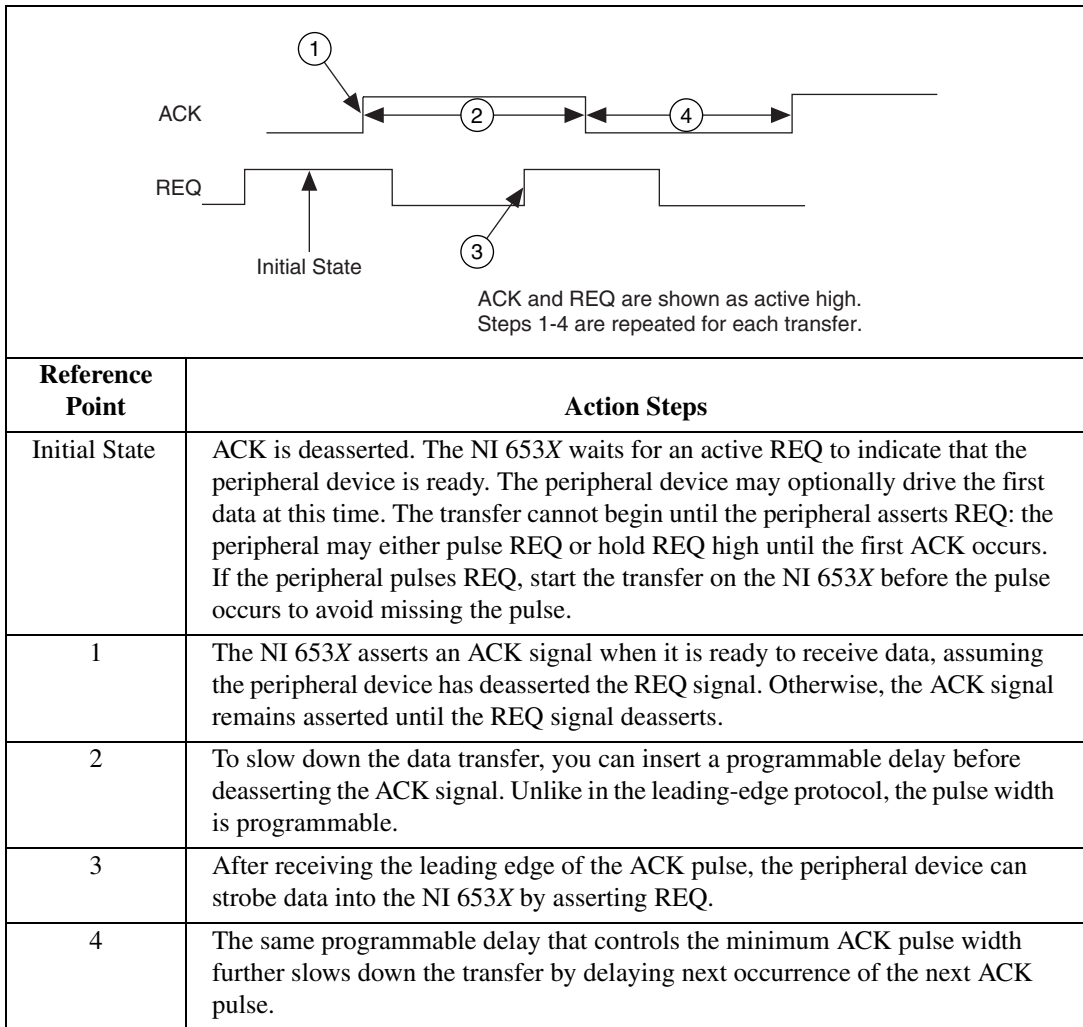 1
ACK
2
4
REQ
3
Initial State
ACK and REQ are shown as active high.
Steps 1-4 are repeated for each transfer.
Reference
Point
Action Steps
Initial State
ACK is deasserted. The NI 653X waits for an active REQ to indicate that the
peripheral device is ready. The peripheral device may optionally drive the first
data at this time. The transfer cannot begin until the peripheral asserts REQ: the
peripheral may either pulse REQ or hold REQ high until the first ACK occurs.
If the peripheral pulses REQ, start the transfer on the NI 653X before the pulse
occurs to avoid missing the pulse.
1
The NI 653X asserts an ACK signal when it is ready to receive data, assuming
the peripheral device has deasserted the REQ signal. Otherwise, the ACK signal
remains asserted until the REQ signal deasserts.
2
To slow down the data transfer, you can insert a programmable delay before
deasserting the ACK signal. Unlike in the leading-edge protocol, the pulse width
is programmable.
3
After receiving the leading edge of the ACK pulse, the peripheral device can
strobe data into the NI 653X by asserting REQ.
4
The same programmable delay that controls the minimum ACK pulse width
further slows down the transfer by delaying next occurrence of the next ACK
pulse.